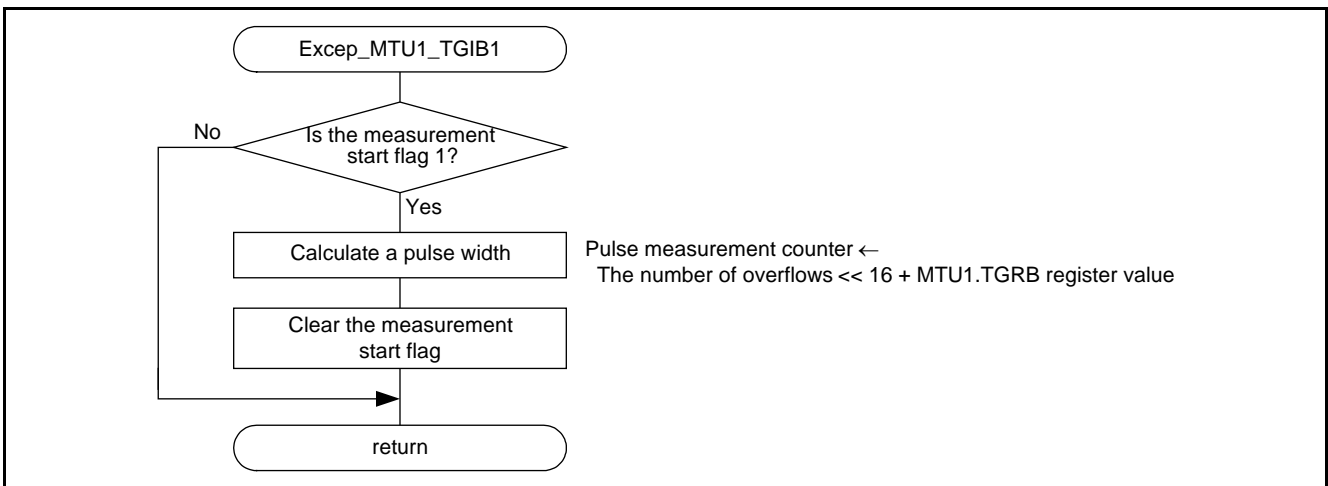 Excep_MTU1_TGIB1
No
Is the measurement
start flag 1?
Yes
Calculate a pulse width
Pulse measurement counter ←
The number of overflows << 16 + MTU1.TGRB register value
Clear the measurement
start flag
return